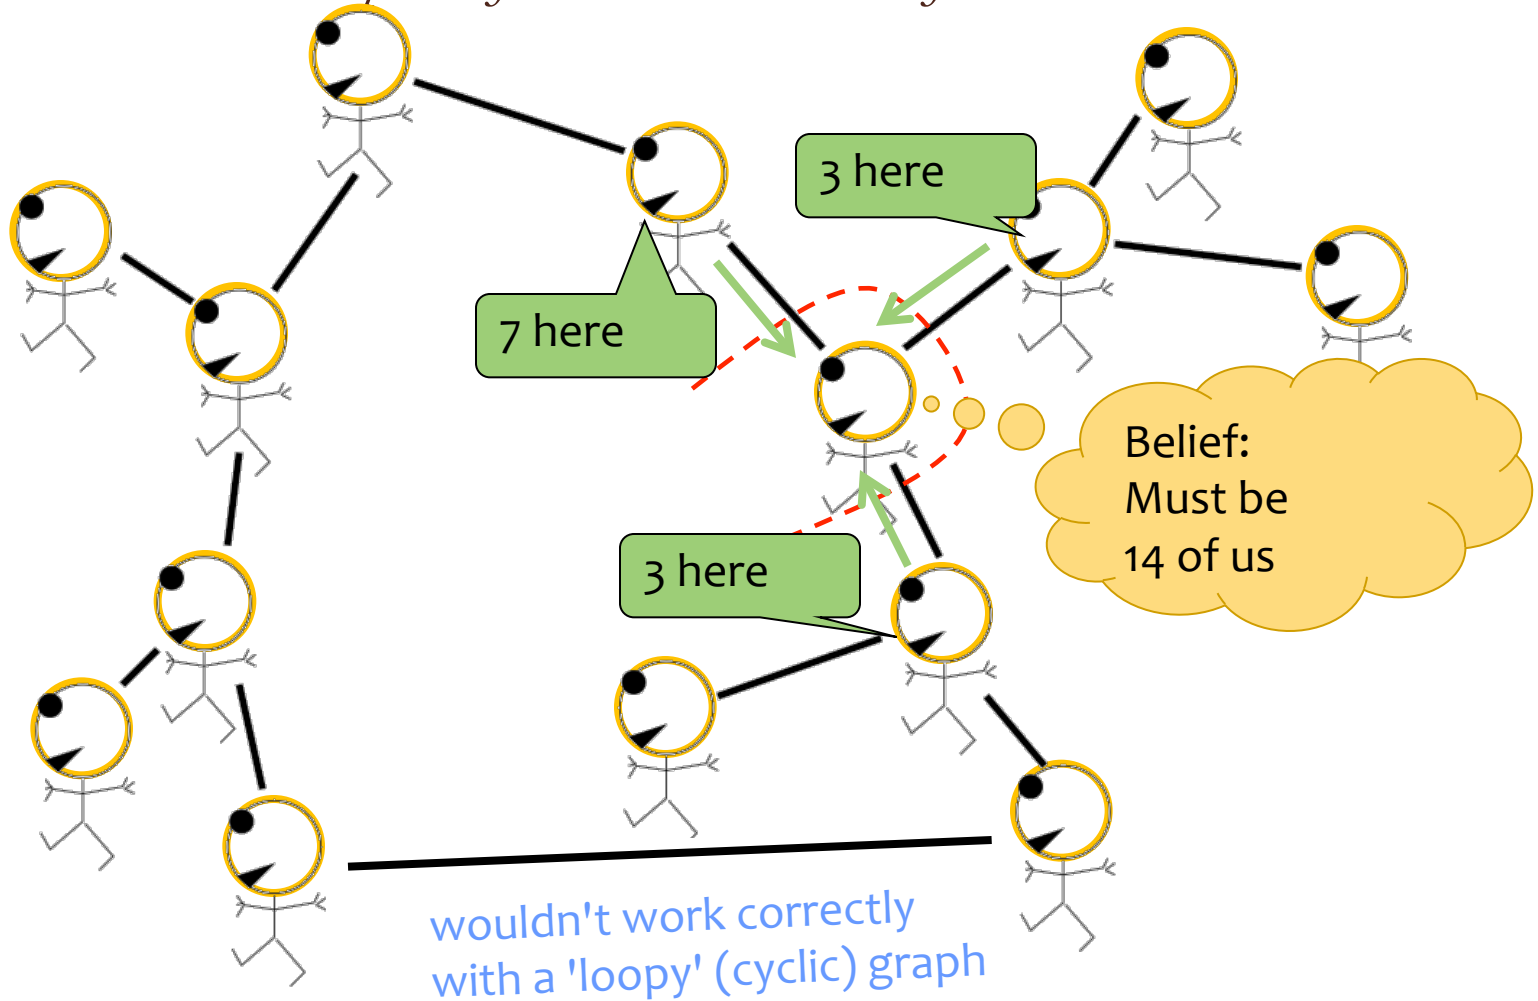 3 here
7 here
Belief:
Must be
14 of us
3 here
wouldn't work correctly
with a 'loopy' (cyclic) graph